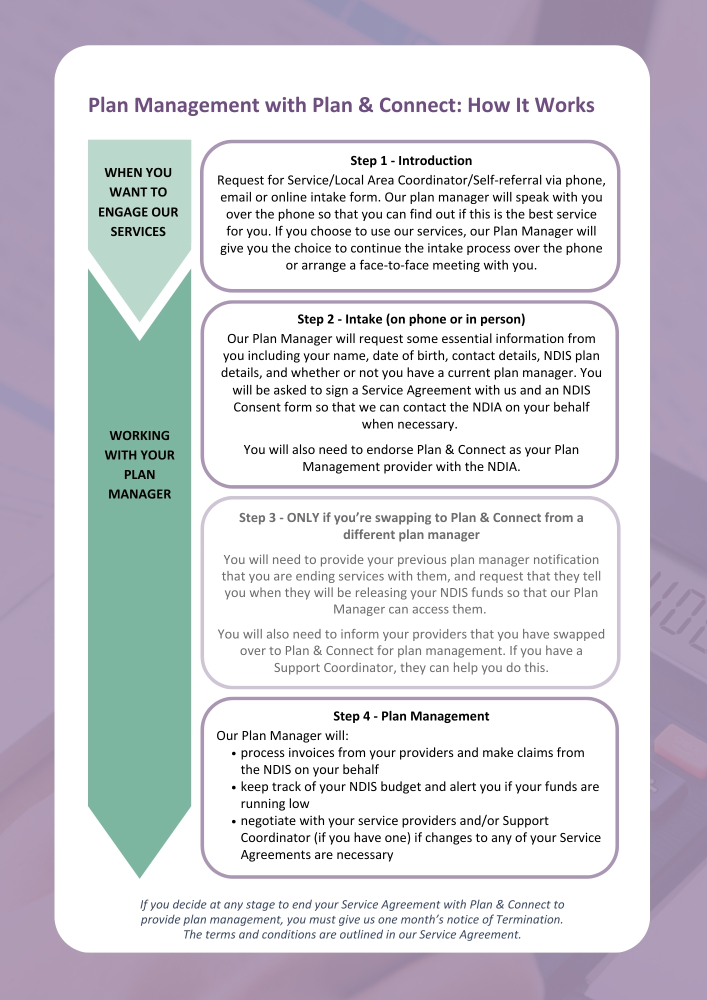 Plan Management with Plan & Connect: How It Works
WHEN YOU
WANT TO
ENGAGE OUR
SERVICES
Step 1 - Introduction
Request for Service/Local Area Coordinator/Self-referral via phone,
email or online intake form. Our plan manager will speak with you
over the phone so that you can find out if this is the best service
for you. If you choose to use our services, our Plan Manager will
give you the choice to continue the intake process over the phone
or arrange a face-to-face meeting with you.
WORKING
WITH YOUR
PLAN
MANAGER
Step 2 - Intake (on phone or in person)
Our Plan Manager will request some essential information from
you including your name, date of birth, contact details, NDIS plan
details, and whether or not you have a current plan manager. You
will be asked to sign a Service Agreement with us and an NDIS
Consent form so that we can contact the NDIA on your behalf
when necessary.
You will also need to endorse Plan & Connect as your Plan
Management provider with the NDIA.
Step 3 - ONLY if you’re swapping to Plan & Connect from a
different plan manager
You will need to provide your previous plan manager notification
that you are ending services with them, and request that they tell
you when they will be releasing your NDIS funds so that our Plan
Manager can access them.
You will also need to inform your providers that you have swapped
over to Plan & Connect for plan management. If you have a
Support Coordinator, they can help you do this.
Step 4 - Plan Management
Our Plan Manager will:
• process invoices from your providers and make claims from
the NDIS on your behalf
• keep track of your NDIS budget and alert you if your funds are
running low
• negotiate with your service providers and/or Support
Coordinator (if you have one) if changes to any of your Service
Agreements are necessary
If you decide at any stage to end your Service Agreement with Plan & Connect to
provide plan management, you must give us one month’s notice of Termination.
The terms and conditions are outlined in our Service Agreement.